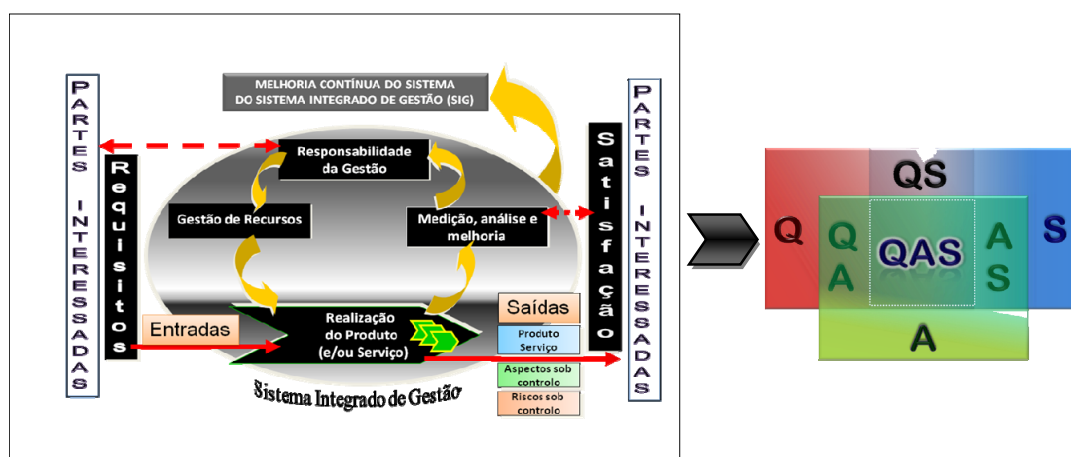 MELHORIA CONTÍNUA DO SISTEMA
DO SISTEMA INTEGRADO DE GESTÃO (SIG)
PARTES INTERESSADAS
Requisitos
Responsabilidade
da Gestão
Gestão de Recursos
Medição, análise e
melhoria
Satisfação
PARTES INTERESSADAS
Entradas
Realização
do Produto
(e/ou Serviço)
Saídas
Produto
Serviço
Aspectos sob
controlo
Riscos sob
controlo
Sistema Integrado de Gestão
QS
Q
Q
A
QAS
A
S
S
A